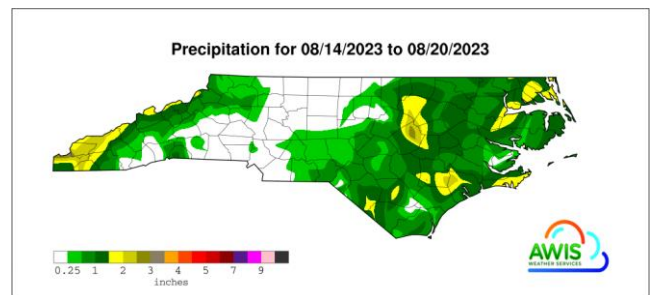 Precipitation for 08/14/2023 to 08/20/2023
0.25 1 2 3 4 5 7 9
inches
AWIS
WEATHER SERVICES